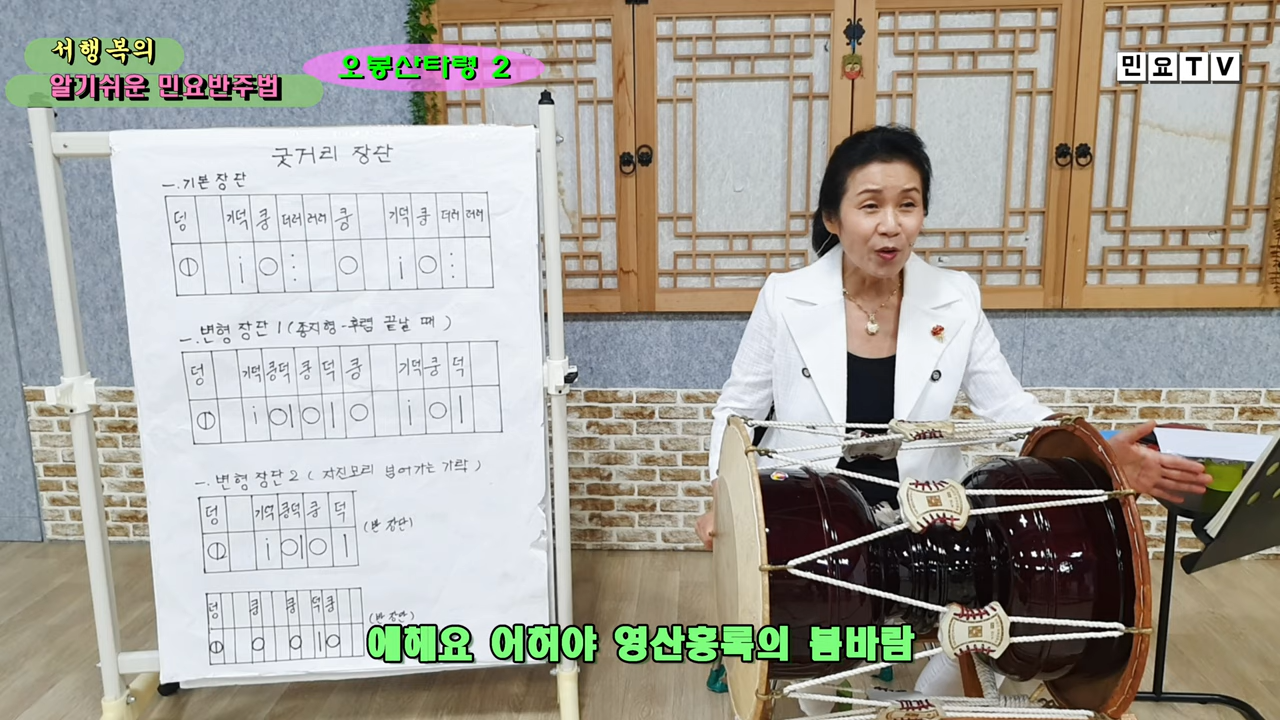 서행복의
알기쉬운 민요반주법
오봉산타령 2
민요TV
굿거리 장단
一.기본장단
덩 기덕 쿵 더러 러러 쿵 기덕 쿵 더러 러러
一.변형 장단 1 (종지형-후렴 끝날 때)
덩 기덕 쿵덕 쿵 덕 쿵 기덕 쿵 덕
一.변형 장단2 (자진모리 넘어가는 가락)
덩 기덕 쿵덕 쿵 덕
(반 장단)
덩 쿵 쿵 덕 쿵
(반 장단)
에헤요 어허야 영산홍록의 봄바람